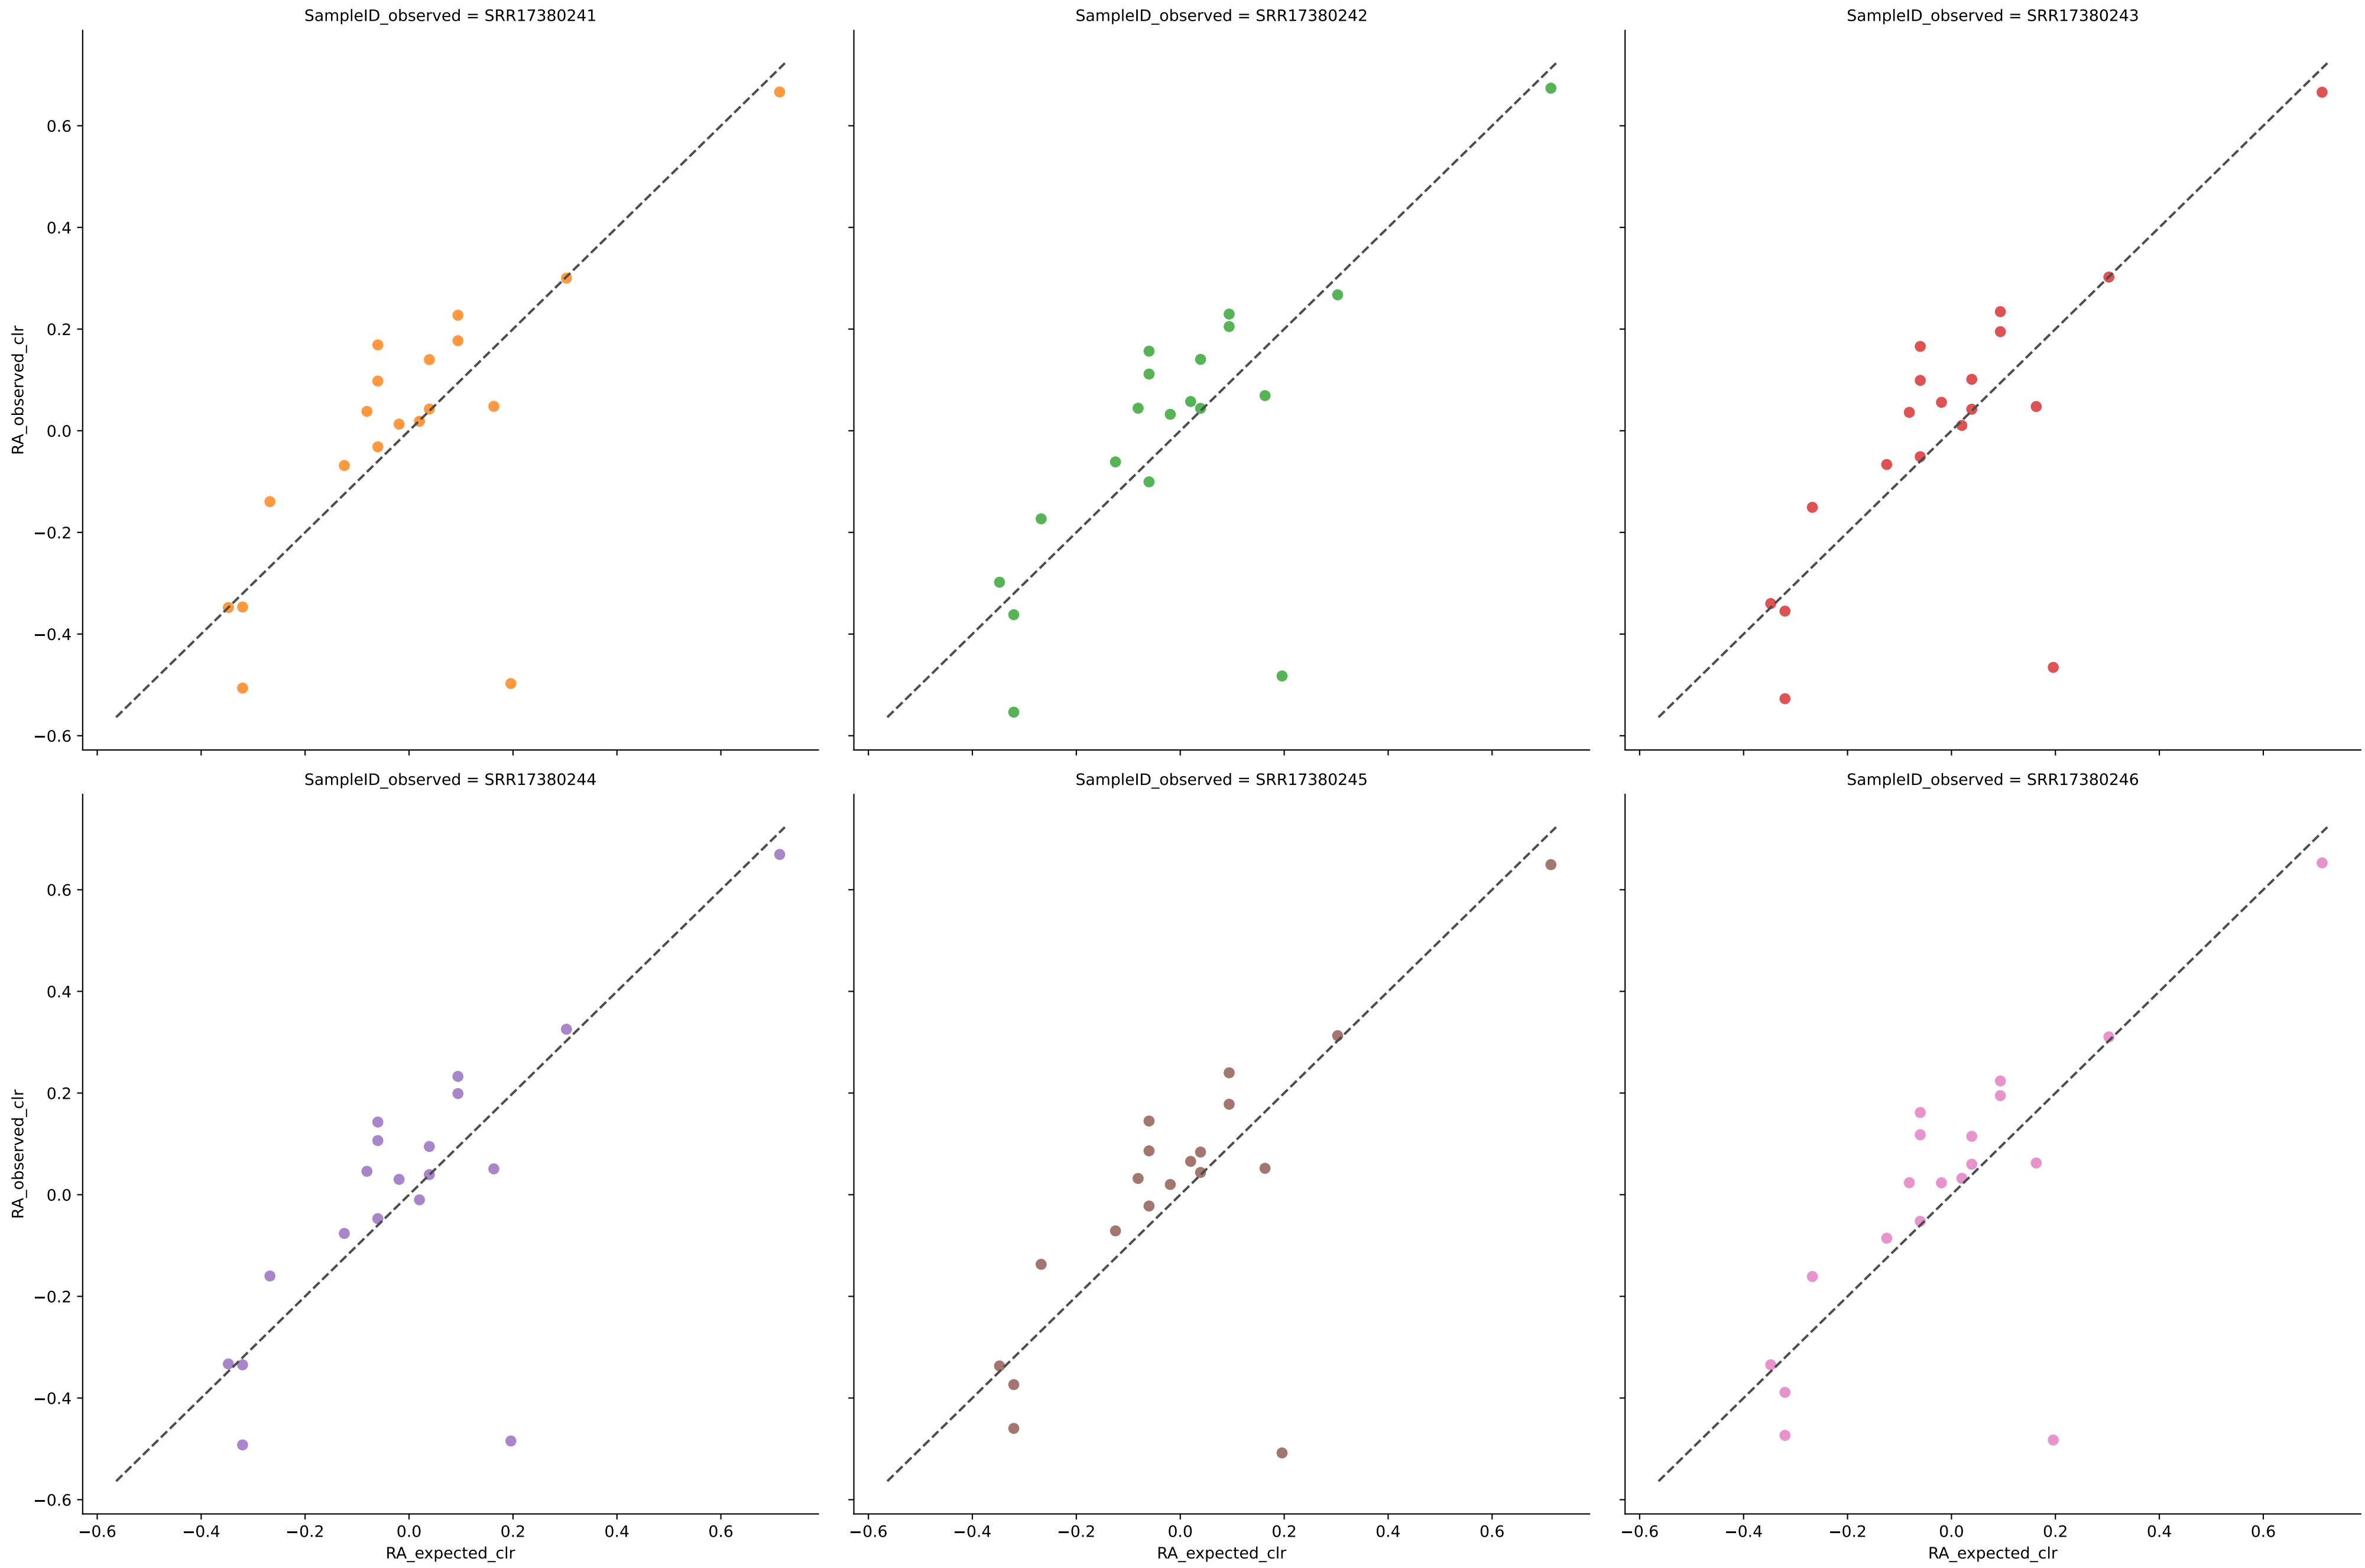 SampleID_observed = SRR17380241
SampleID_observed = SRR17380242
SampleID_observed = SRR17380243
RA_observed_clr
0.6
0.4
0.2
0.0
−0.2
−0.4
−0.6
SampleID_observed = SRR17380244
SampleID_observed = SRR17380245
SampleID_observed = SRR17380246
RA_observed_clr
0.6
0.4
0.2
0.0
−0.2
−0.4
−0.6
−0.6 −0.4 −0.2 0.0 0.2 0.4 0.6
−0.6 −0.4 −0.2 0.0 0.2 0.4 0.6
−0.6 −0.4 −0.2 0.0 0.2 0.4 0.6
RA_expected_clr
RA_expected_clr
RA_expected_clr